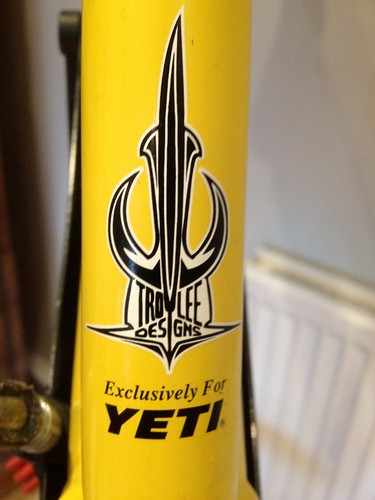 TROY LEE
DESIGNS
Exclusively For
YETI®